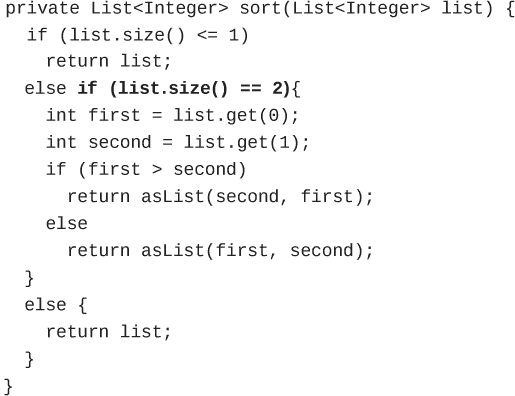 private List<Integer> sort(List<Integer> list) {
  if (list.size() <= 1)
    return list;
  else if (list.size() == 2){
    int first = list.get(0);
    int second = list.get(1);
    if (first > second)
      return asList(second, first);
    else
      return asList(first, second);
  }
  else {
    return list;
  }
}